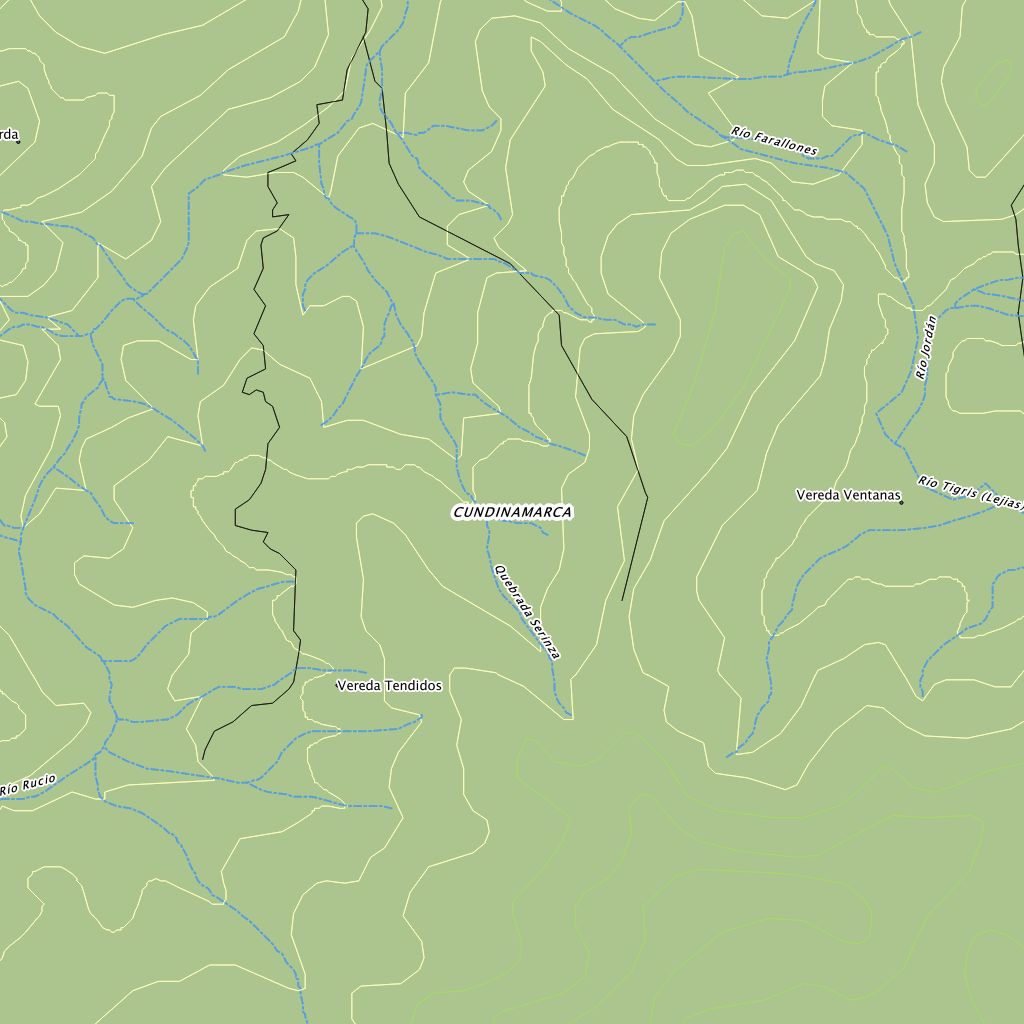 rda
Río Farallones
Río Jordán
Río Tigris (Lejías)
Vereda Ventanas
CUNDINAMARCA
Quebrada Serinza
Vereda Tendidos
Río Rucio